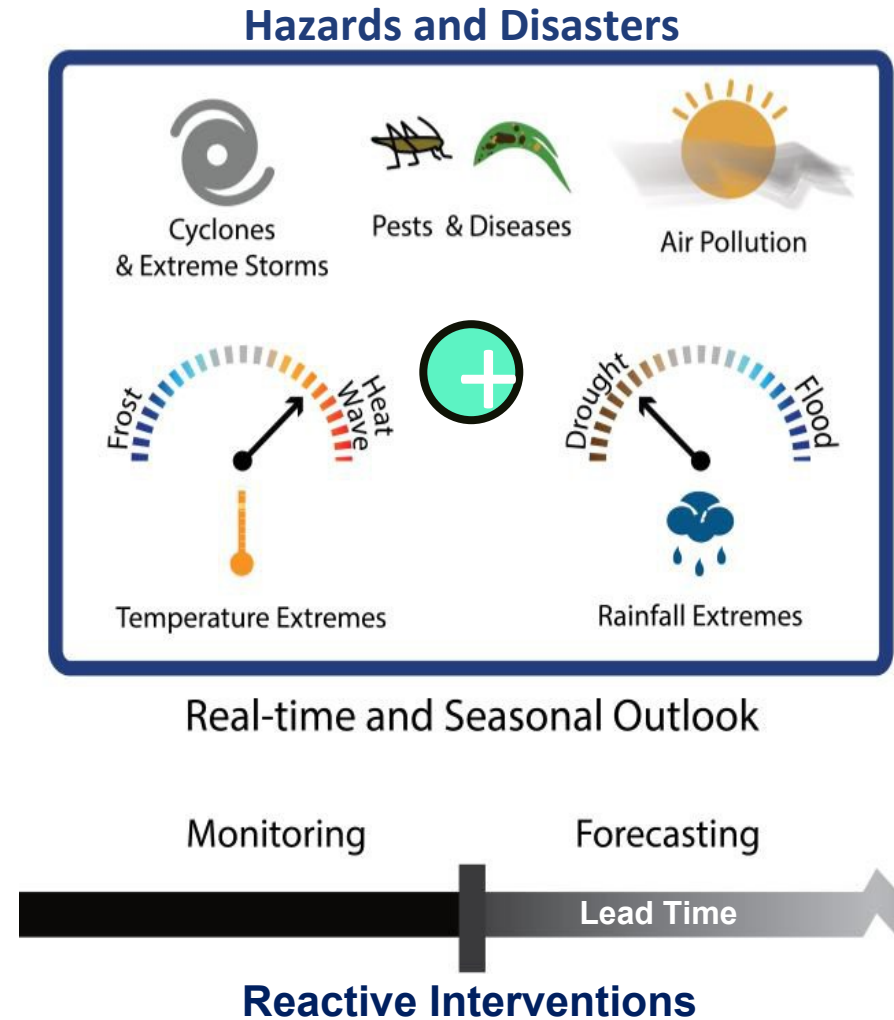 Hazards and Disasters
Cyclones
& Extreme Storms
Pests & Diseases
Air Pollution
Frost
Heat
Wave
Drought
Flood
Temperature Extremes
Rainfall Extremes
Real-time and Seasonal Outlook
Monitoring
Forecasting
Lead Time
Reactive Interventions